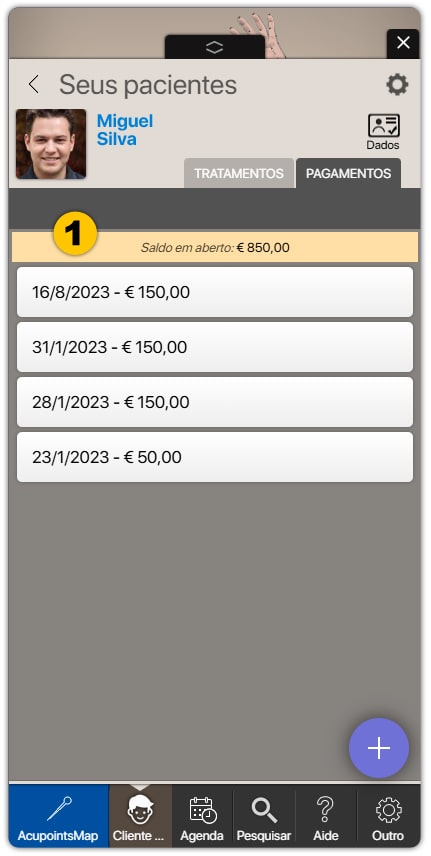 Seus pacientes
Miguel
Silva
Dados
TRATAMENTOS
PAGAMENTOS
1
Saldo em aberto: € 850,00
16/8/2023 - € 150,00
31/1/2023 - € 150,00
28/1/2023 - € 150,00
23/1/2023 - € 50,00
AcupointsMap
Cliente ...
Agenda
Pesquisar
Aide
Outro